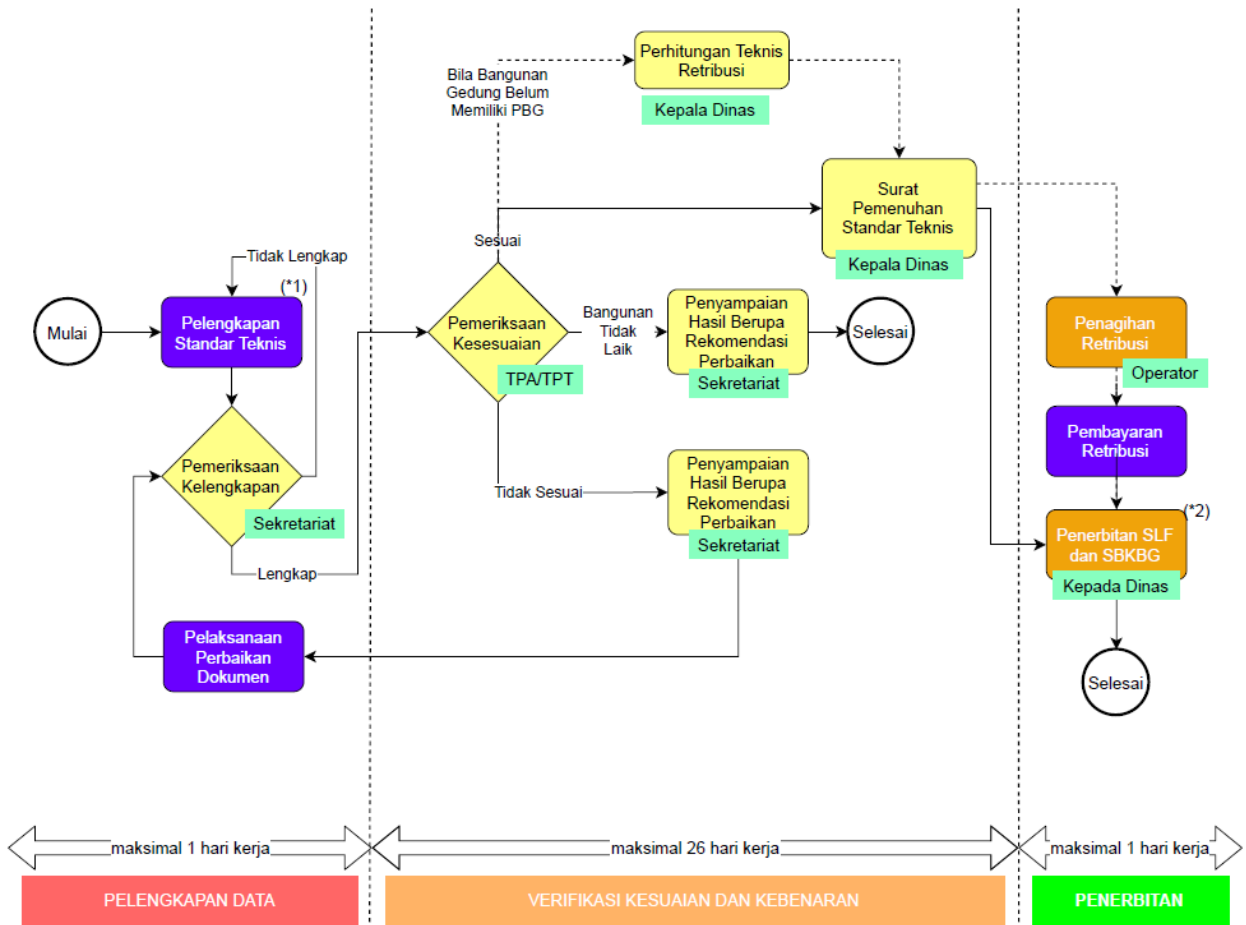 Perhitungan Teknis
Retribusi
Kepala Dinas
Bila Bangunan
Gedung Belum
Memiliki PBG
Surat
Pemenuhan
Standar Teknis
Kepala Dinas
Sesuai
Tidak Lengkap
(*1)
Mulai
Pelengkapan
Standar Teknis
Pemeriksaan
Kesesuaian
TPA/TPT
Bangunan
Tidak
Laik
Penyampaian
Hasil Berupa
Rekomendasi
Perbaikan
Sekretariat
Selesai
Penagihan
Retribusi
Operator
Pembayaran
Retribusi
Pemeriksaan
Kelengkapan
Sekretariat
Lengkap
Tidak Sesuai
Penyampaian
Hasil Berupa
Rekomendasi
Perbaikan
Sekretariat
(*2)
Penerbitan SLF
dan SBKBG
Kepada Dinas
Pelaksanaan
Perbaikan
Dokumen
Selesai
maksimal 1 hari kerja
maksimal 26 hari kerja
maksimal 1 hari kerja
PELENGKAPAN DATA
VERIFIKASI KESUAIAN DAN KEBENARAN
PENERBITAN